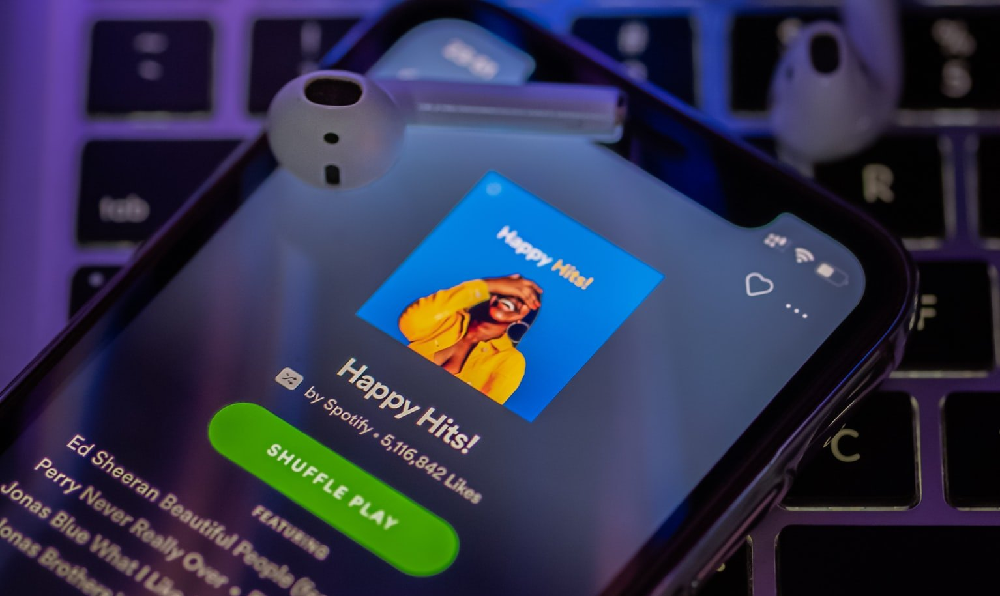 tab
R
F
C
Happy Hits!
Happy Hits!
by Spotify • 5,116,842 Likes
SHUFFLE PLAY
FEATURING
Ed Sheeran Beautiful People
Perry Never Really Over •
Jonas Blue What I Like
Jonas Brothers